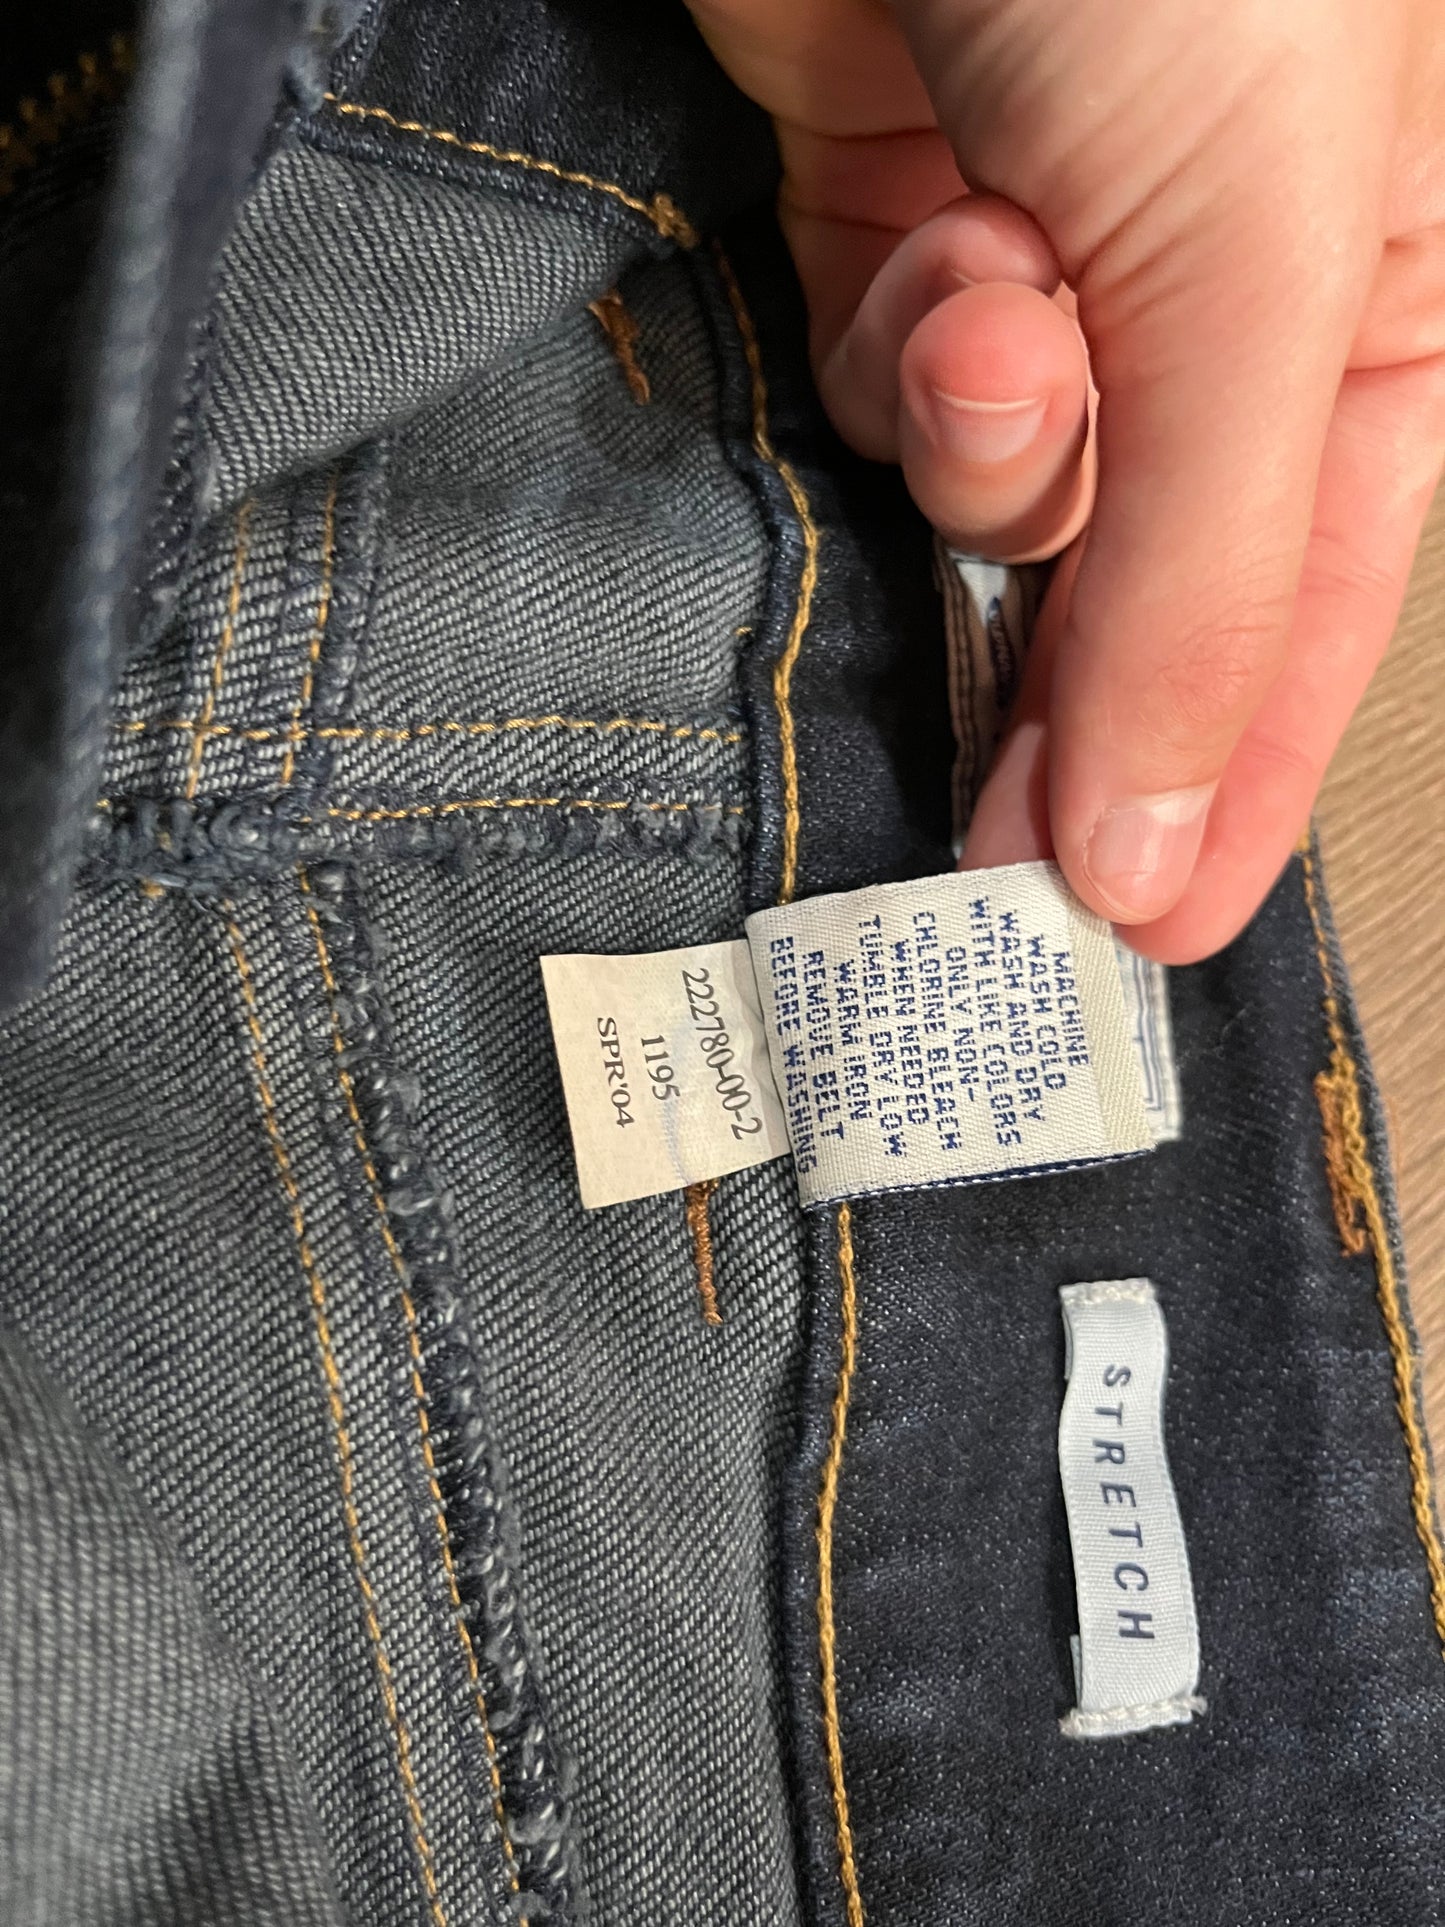 222780-00-2
1195
SPR'04
MACHINE
WASH COLD
WASH AND DRY
WITH LIKE COLORS
ONLY NON-
CHLORINE BLEACH
WHEN NEEDED
TUMBLE DRY LOW
WARM IRON
REMOVE BELT
BEFORE WASHING
STRETCH